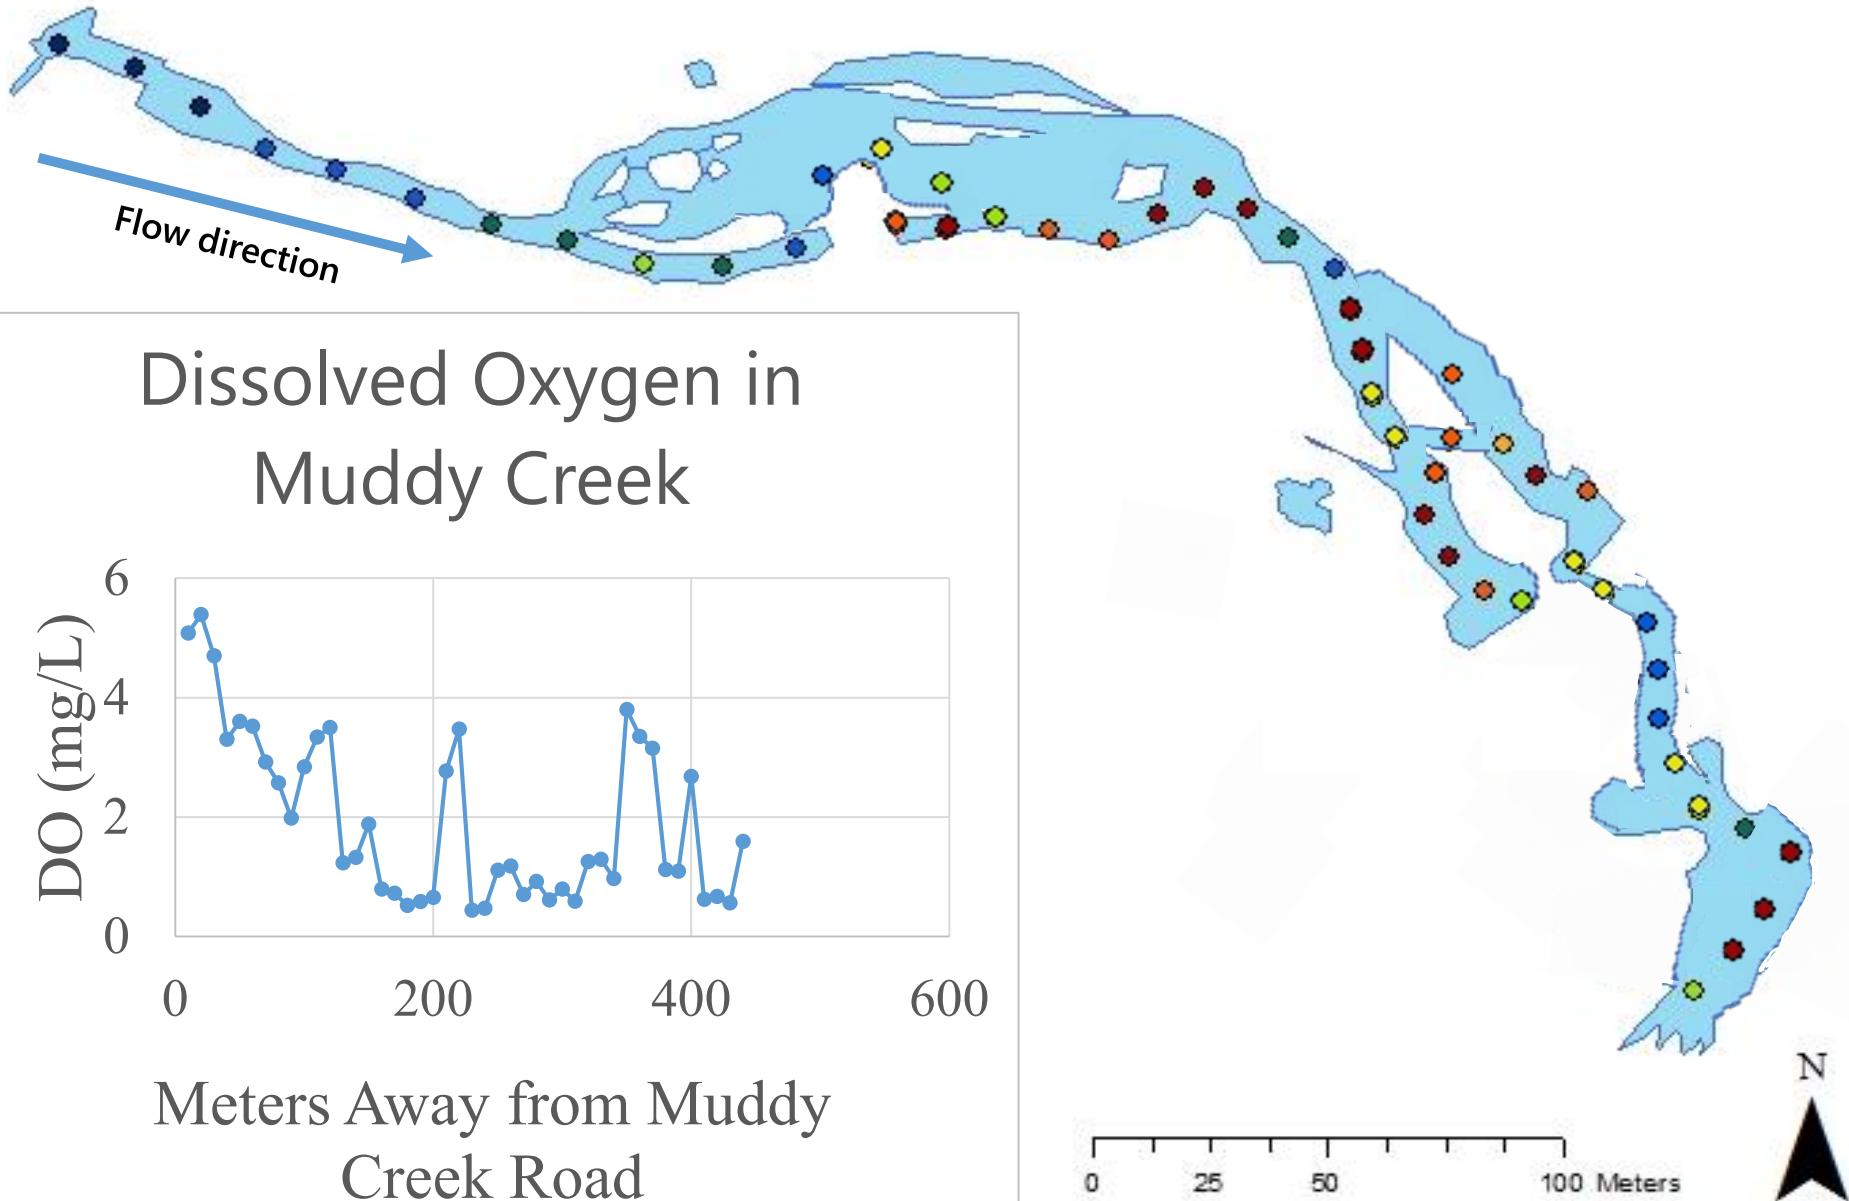 Flow direction
Dissolved Oxygen in
Muddy Creek
DO (mg/L)
6
4
2
0
0 200 400 600
Meters Away from Muddy
Creek Road
N
0 25 50 100 Meters